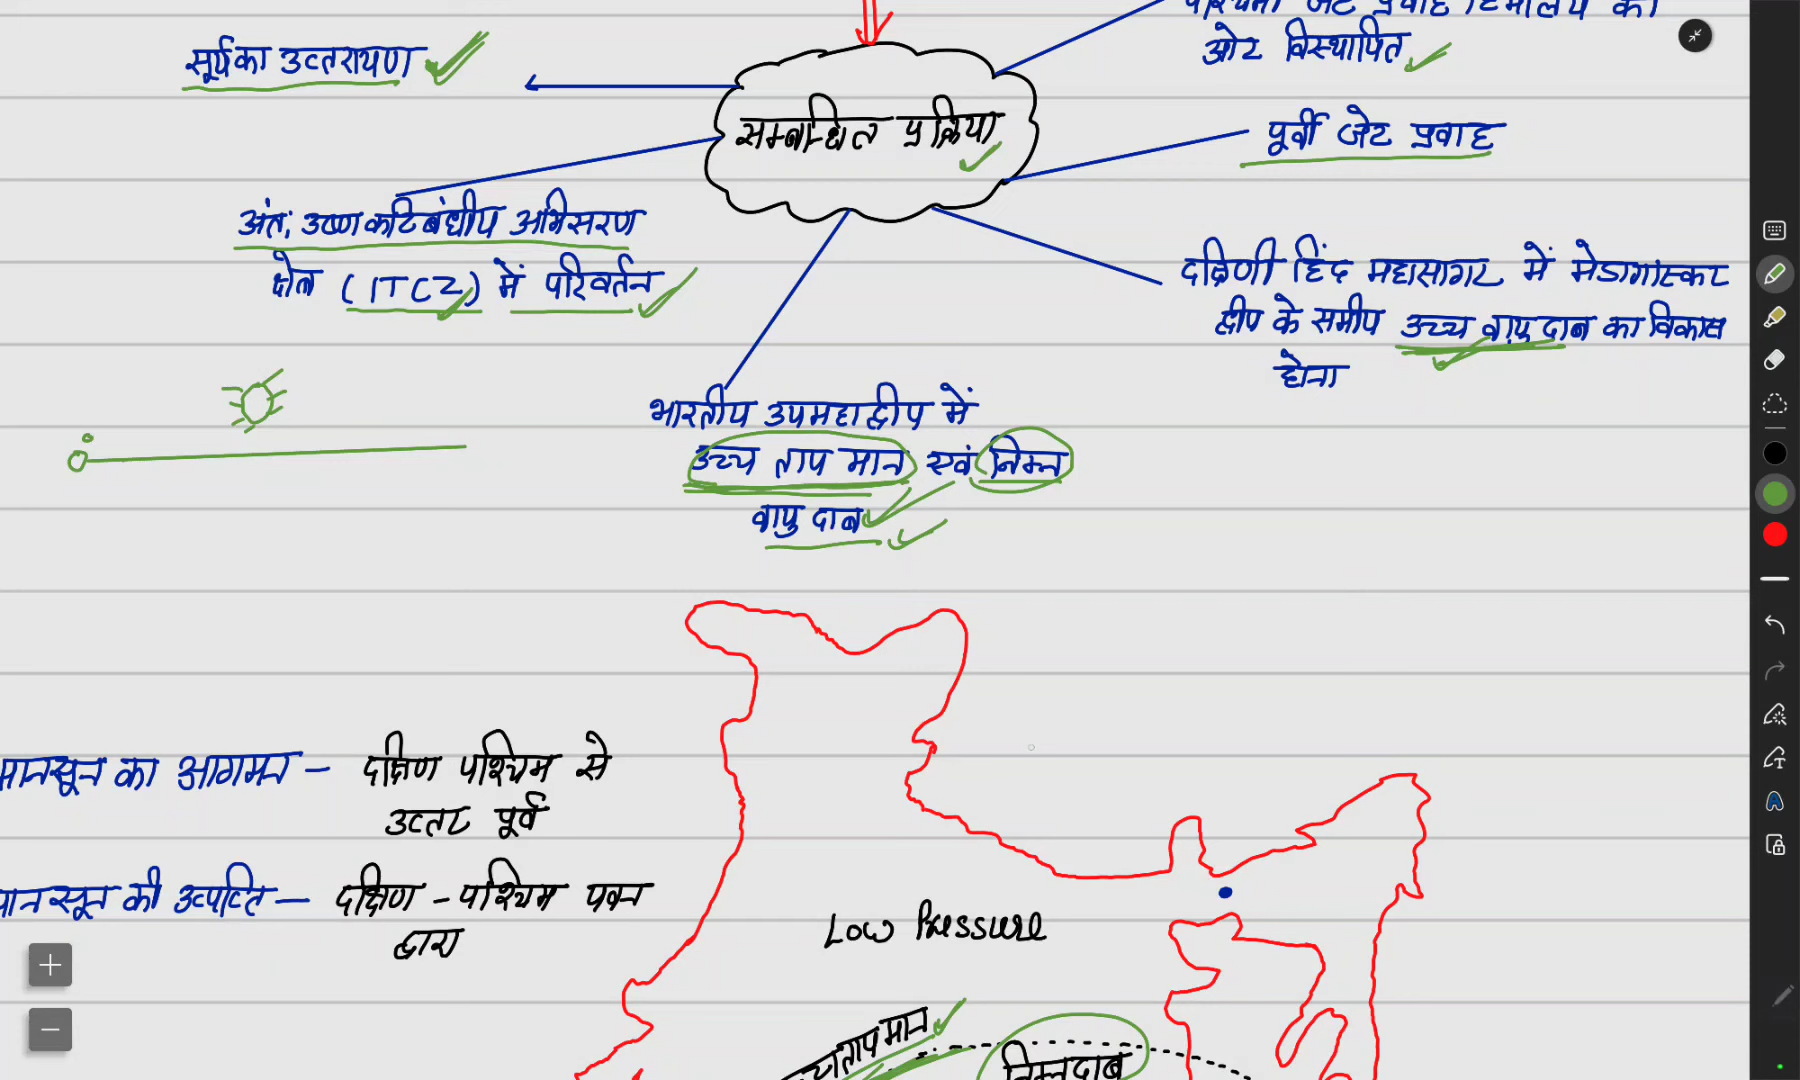 पश्चिमी जेट प्रवाह हिमालय की
ओर विस्थापित
सूर्य का उत्तरायण
सम्बन्धित प्रक्रिया
पूर्वी जेट प्रवाह
अंतः उष्ण कटिबंधीय अभिसरण
क्षेत्र (ITCZ) में परिवर्तन
दक्षिणी हिंद महासागर में मेडागास्कर
द्वीप के समीप उच्च वायु दाब का विकास
होना
भारतीय उपमहाद्वीप में
उच्च ताप मान एवं निम्न
वायु दाब
मानसून का आगमन - दक्षिण पश्चिम से
उत्तर पूर्व
मानसून की उत्पत्ति - दक्षिण - पश्चिम पवन
द्वारा
Low Pressure
तापमान
निम्न दाब